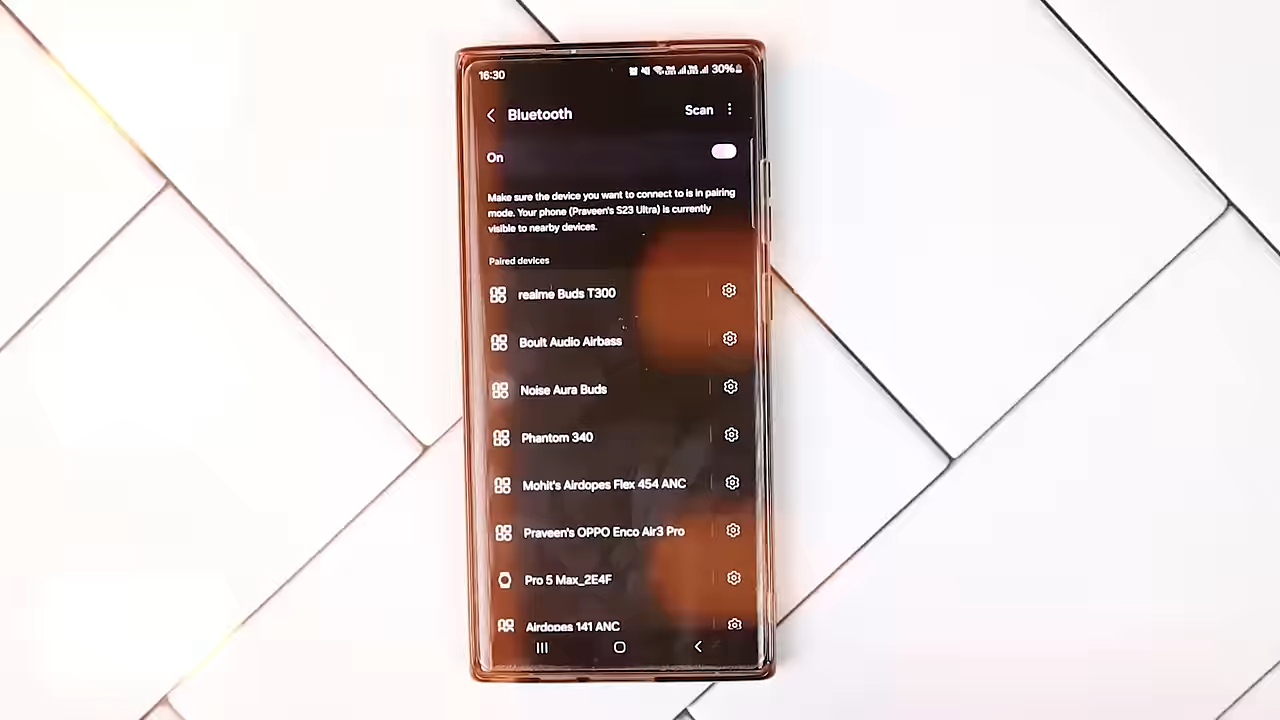 16:30
30%
Bluetooth
Scan
On
Make sure the device you want to connect to is in pairing
mode. Your phone (Praveen's S23 Ultra) is currently
visible to nearby devices.
Paired devices
realme Buds T300
Boult Audio Airbass
Noise Aura Buds
Phantom 340
Mohit's Airdopes Flex 454 ANC
Praveen's OPPO Enco Air3 Pro
Pro 5 Max_2E4F
Airdopes 141 ANC